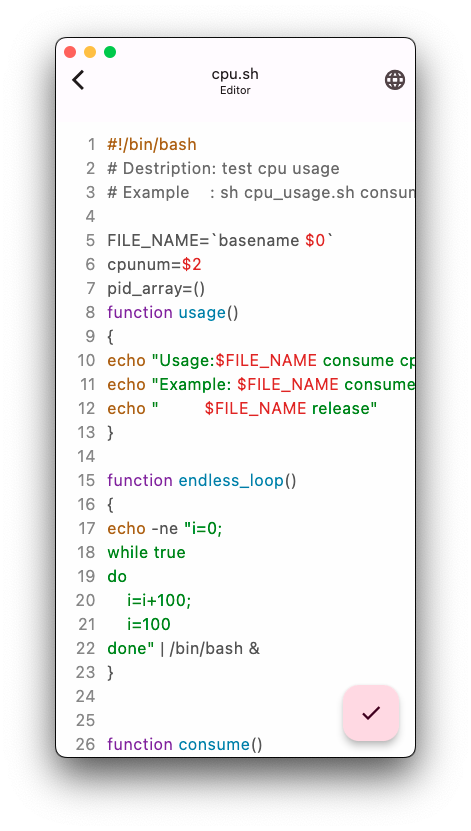 cpu.sh
Editor
1 #!/bin/bash
2 # Destription: test cpu usage
3 # Example    : sh cpu_usage.sh consum
4
5 FILE_NAME=`basename $0`
6 cpunum=$2
7 pid_array=()
8 function usage()
9 {
10 echo "Usage:$FILE_NAME consume cp
11 echo "Example: $FILE_NAME consume
12 echo "         $FILE_NAME release"
13 }
14
15 function endless_loop()
16 {
17 echo -ne "i=0;
18 while true
19 do
20     i=i+100;
21     i=100
22 done" | /bin/bash &
23 }
24
25
26 function consume()